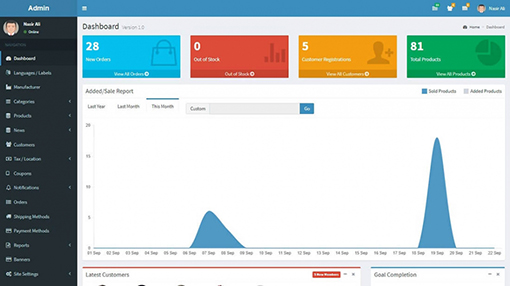 Admin
Nasir Ali
Nasir Ali
Online
Dashboard Version 1.0
Home Dashboard
Dashboard
Languages / Labels
Manufacturer
Categories
Products
News
Customers
Tax / Location
Coupons
Notifications
Orders
Shipping Methods
Payment Methods
Reports
Banners
Site Settings
28
New Orders
View All Orders
0
Out of Stock
Out of Stock
5
Customer Registrations
View All Customers
81
Total Products
View All Products
Added/Sale Report
Sold Products Added Products
Last Year Last Month This Month Custom Go
20
15
10
5
0
01 Sep 02 Sep 03 Sep 04 Sep 05 Sep 06 Sep 07 Sep 08 Sep 09 Sep 10 Sep 11 Sep 12 Sep 13 Sep 14 Sep 15 Sep 16 Sep 17 Sep 18 Sep 19 Sep 20 Sep 21 Sep 22 Sep
Latest Customers
Goal Completion